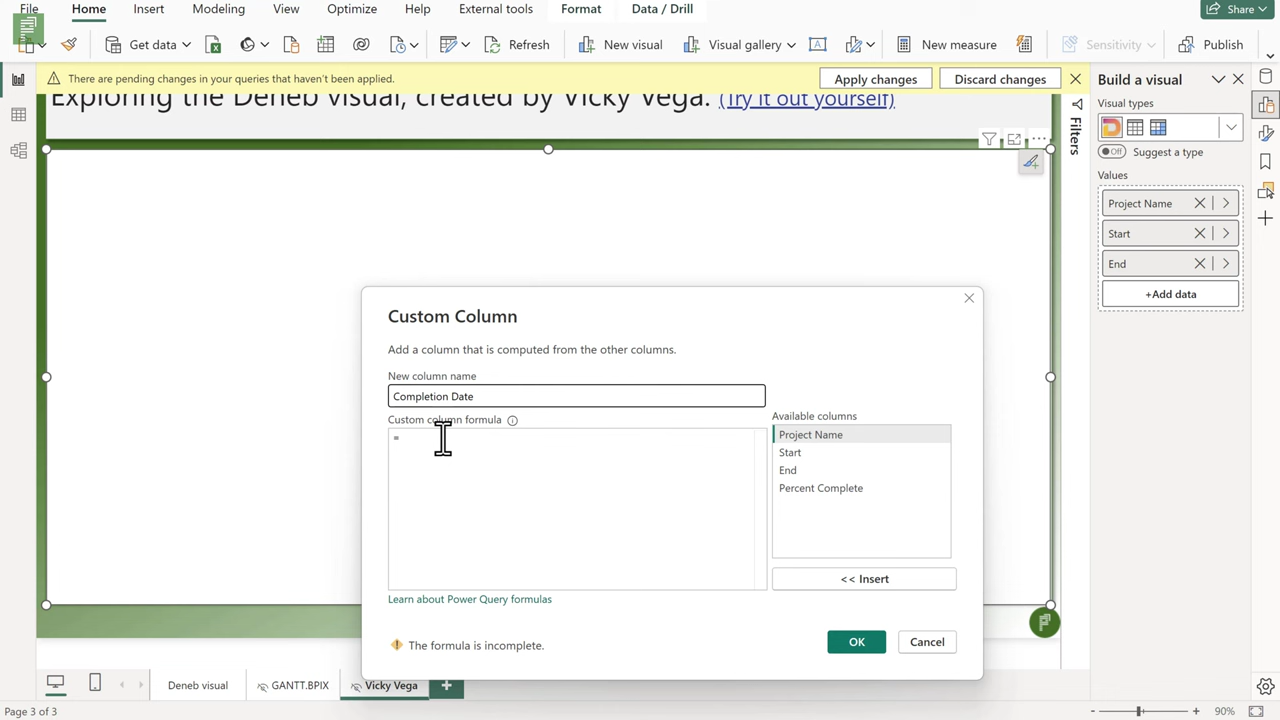 File Home Insert Modeling View Optimize Help External tools Format Data / Drill Share
Get data Refresh New visual Visual gallery New measure Sensitivity Publish
There are pending changes in your queries that haven't been applied. Apply changes Discard changes
Exploring the Deneb visual, created by Vicky Vega. (Try it out yourself)
Filters
Build a visual
Visual types
Off Suggest a type
Values
Project Name
Start
End
+Add data
Custom Column
Add a column that is computed from the other columns.
New column name
Completion Date
Custom column formula
=
Available columns
Project Name
Start
End
Percent Complete
<< Insert
Learn about Power Query formulas
The formula is incomplete.
OK Cancel
Deneb visual GANTT.BPIX Vicky Vega +
Page 3 of 3
- + 90%